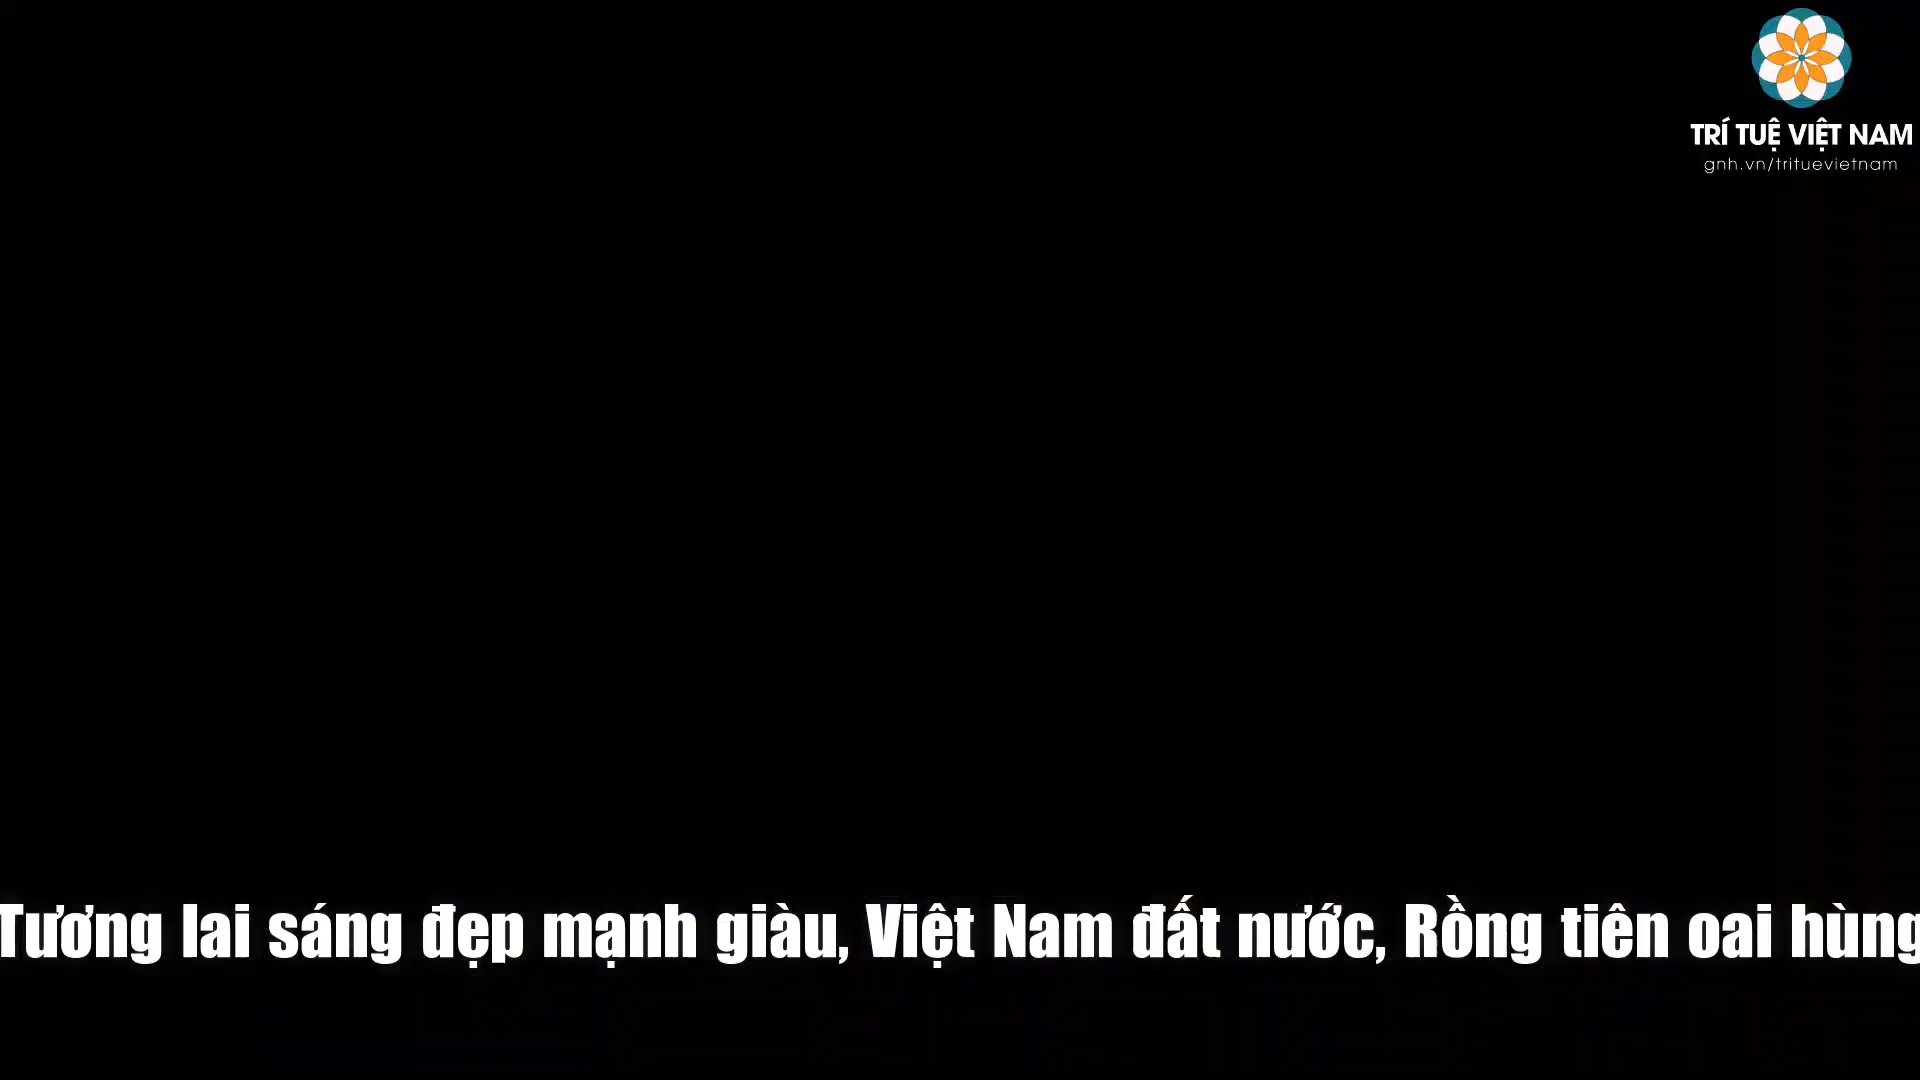 TRÍ TUỆ VIỆT NAM
gnh.vn/trituevietnam
Tương lai sáng đẹp mạnh giàu, Việt Nam đất nước, Rồng tiên oai hùng